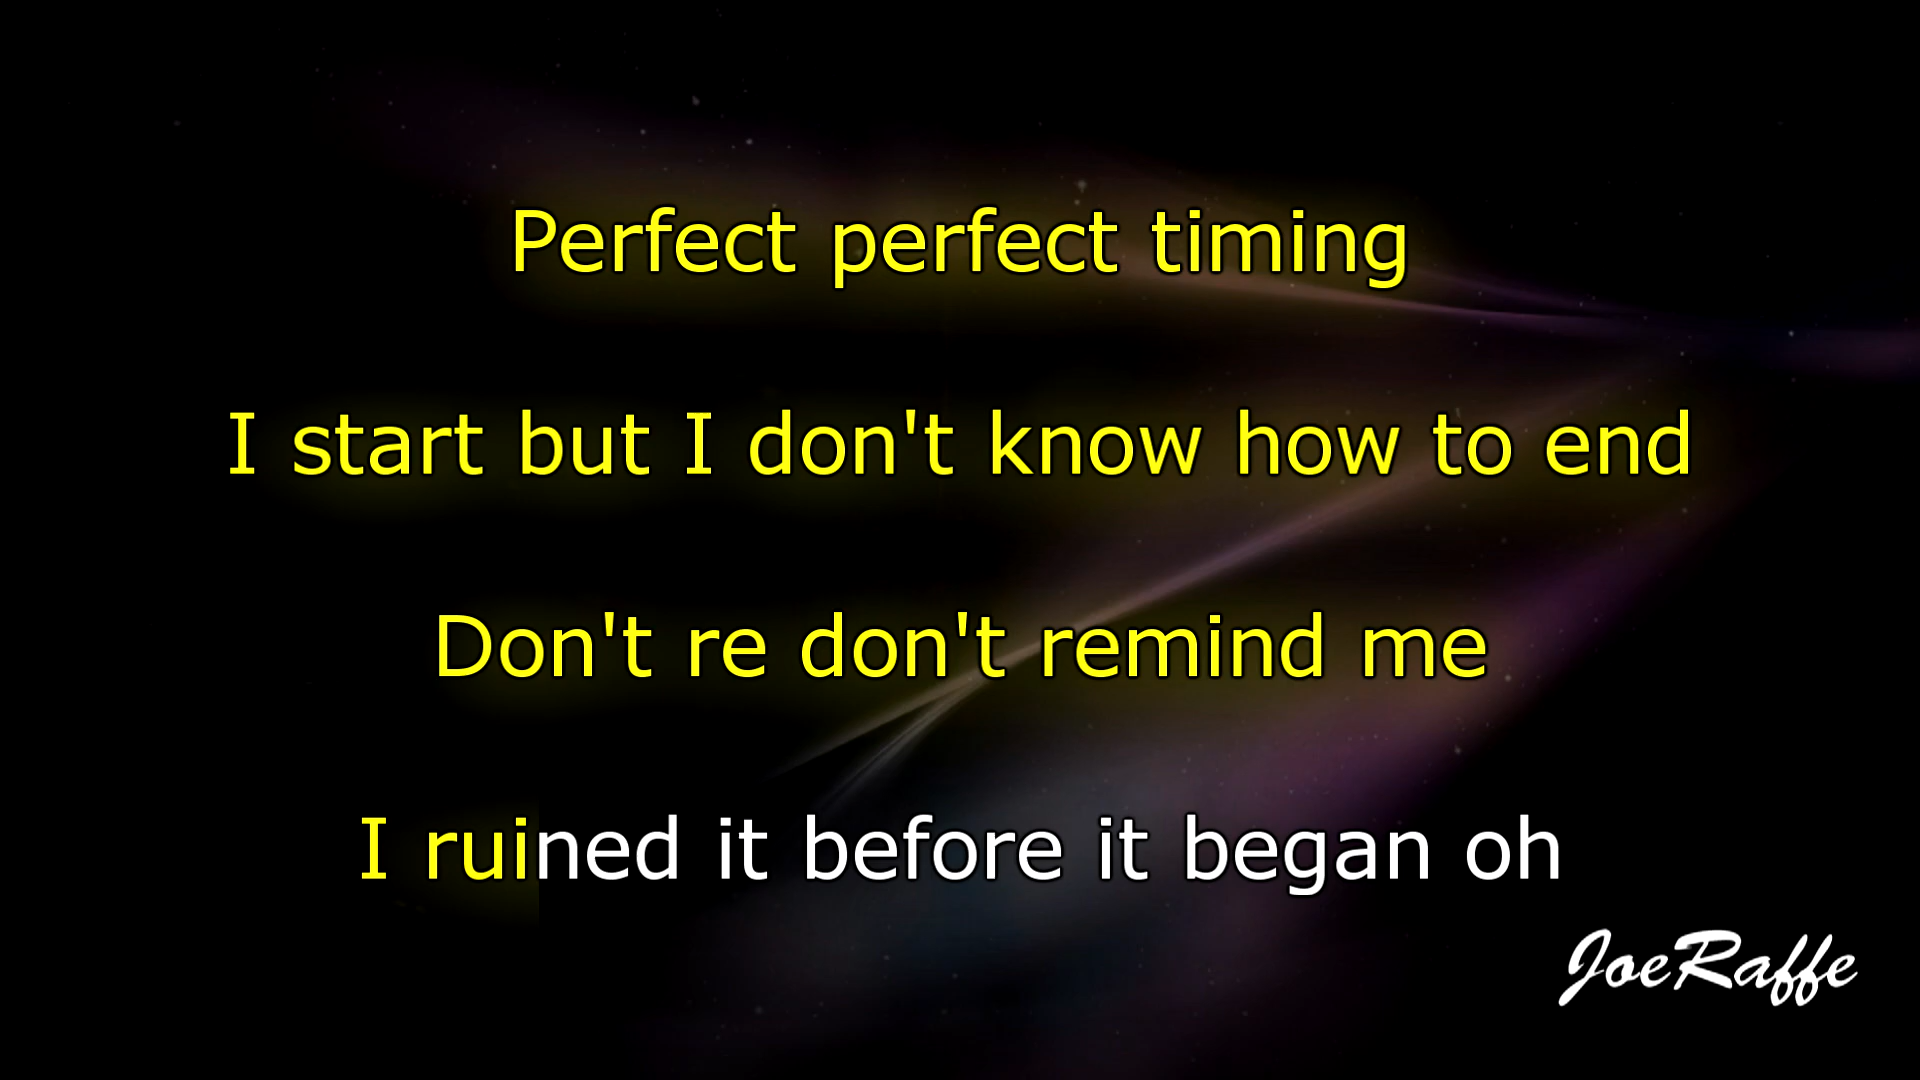 Perfect perfect timing
I start but I don't know how to end
Don't re don't remind me
I ruined it before it began oh
JoeRaffe